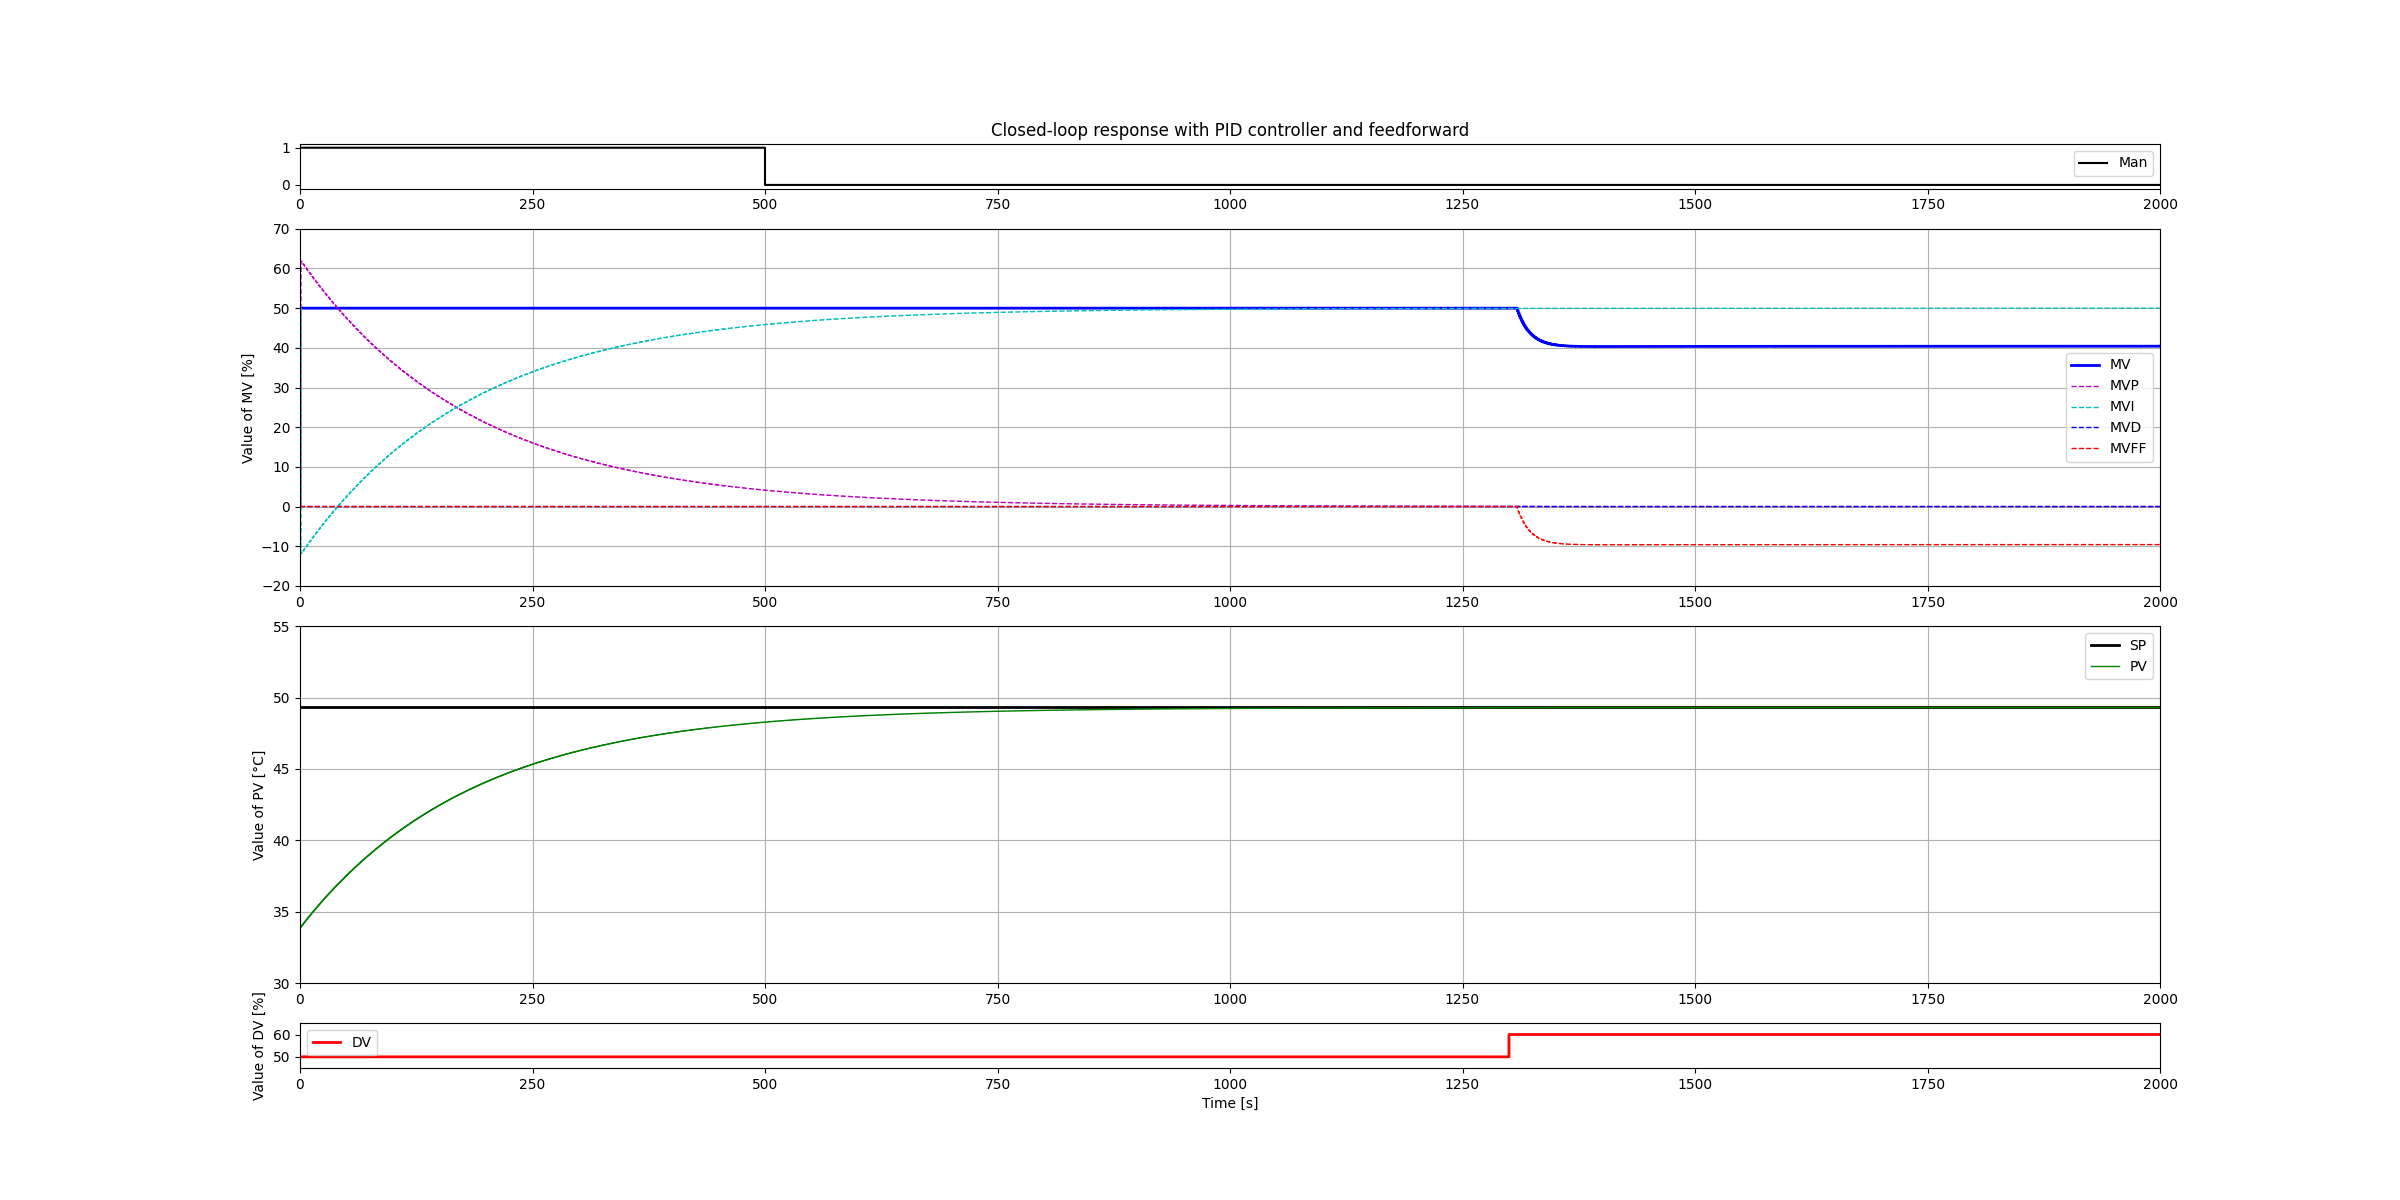 Closed-loop response with PID controller and feedforward
1
0
Man
0 250 500 750 1000 1250 1500 1750 2000
Value of MV [%]
70
60
50
40
30
20
10
0
−10
−20
MV
MVP
MVI
MVD
MVFF
0 250 500 750 1000 1250 1500 1750 2000
Value of PV [°C]
55
50
45
40
35
30
SP
PV
0 250 500 750 1000 1250 1500 1750 2000
Value of DV [%]
60
50
DV
0 250 500 750 1000 1250 1500 1750 2000
Time [s]